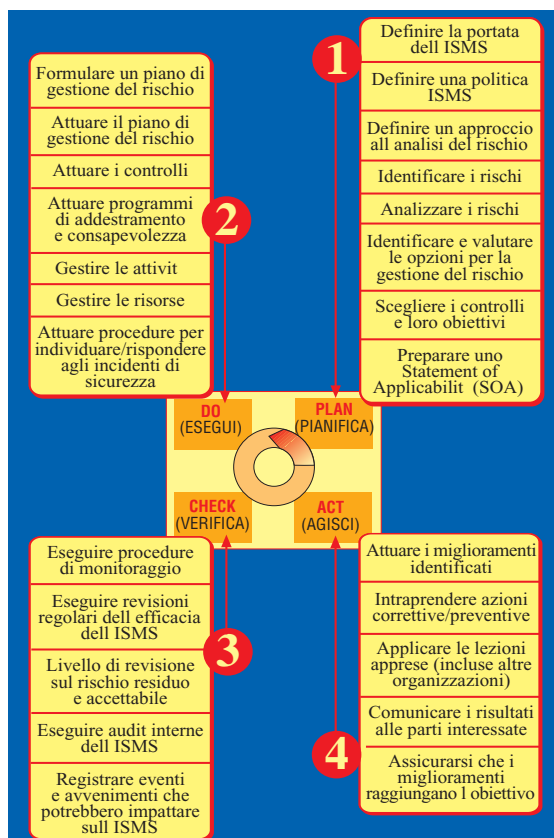 1
Definire la portata
dell ISMS
Definire una politica
ISMS
Definire un approccio
all analisi del rischio
Identificare i rischi
Analizzare i rischi
Identificare e valutare
le opzioni per la
gestione del rischio
Scegliere i controlli
e loro obiettivi
Preparare uno
Statement of
Applicabilit (SOA)
2
Formulare un piano di
gestione del rischio
Attuare il piano di
gestione del rischio
Attuare i controlli
Attuare programmi
di addestramento
e consapevolezza
Gestire le attivit
Gestire le risorse
Attuare procedure per
individuare/rispondere
agli incidenti di
sicurezza
DO
(ESEGUI)
PLAN
(PIANIFICA)
CHECK
(VERIFICA)
ACT
(AGISCI)
3
Eseguire procedure
di monitoraggio
Eseguire revisioni
regolari dell efficacia
dell ISMS
Livello di revisione
sul rischio residuo
e accettabile
Eseguire audit interne
dell ISMS
Registrare eventi
e avvenimenti che
potrebbero impattare
sull ISMS
4
Attuare i miglioramenti
identificati
Intraprendere azioni
correttive/preventive
Applicare le lezioni
apprese (incluse altre
organizzazioni)
Comunicare i risultati
alle parti interessate
Assicurarsi che i
miglioramenti
raggiungano l obiettivo